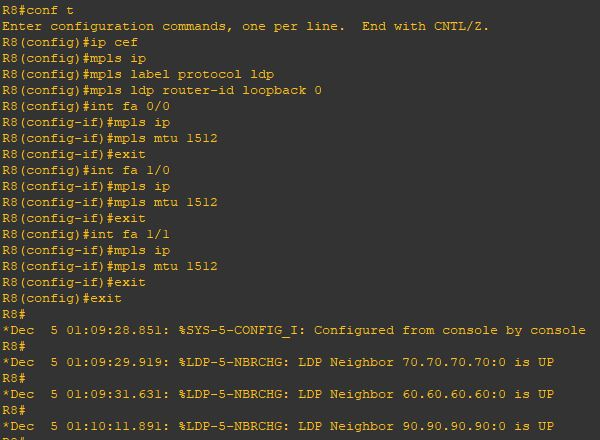 R8#conf t
Enter configuration commands, one per line.  End with CNTL/Z.
R8(config)#ip cef
R8(config)#mpls ip
R8(config)#mpls label protocol ldp
R8(config)#mpls ldp router-id loopback 0
R8(config)#int fa 0/0
R8(config-if)#mpls ip
R8(config-if)#mpls mtu 1512
R8(config-if)#exit
R8(config)#int fa 1/0
R8(config-if)#mpls ip
R8(config-if)#mpls mtu 1512
R8(config-if)#exit
R8(config)#int fa 1/1
R8(config-if)#mpls ip
R8(config-if)#mpls mtu 1512
R8(config-if)#exit
R8(config)#exit
R8#
*Dec  5 01:09:28.851: %SYS-5-CONFIG_I: Configured from console by console
R8#
*Dec  5 01:09:29.919: %LDP-5-NBRCHG: LDP Neighbor 70.70.70.70:0 is UP
R8#
*Dec  5 01:09:31.631: %LDP-5-NBRCHG: LDP Neighbor 60.60.60.60:0 is UP
R8#
*Dec  5 01:10:11.891: %LDP-5-NBRCHG: LDP Neighbor 90.90.90.90:0 is UP
R8#